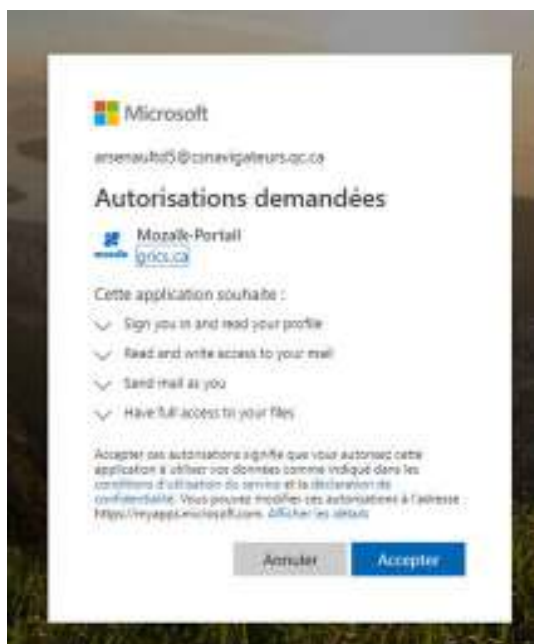 Microsoft
arsenaultd5@csnavigateurs.qc.ca
Autorisations demandées
Mozaïk-Portail
mozaïk
grics.ca
Cette application souhaite :
Sign you in and read your profile
Read and write access to your mail
Send mail as you
Have full access to your files
Accepter ces autorisations signifie que vous autorisez cette
application à utiliser vos données comme indiqué dans les
conditions d'utilisation du service et la déclaration de
confidentialité. Vous pouvez modifier ces autorisations à l'adresse
https://myapps.microsoft.com. Afficher les détails
Annuler
Accepter